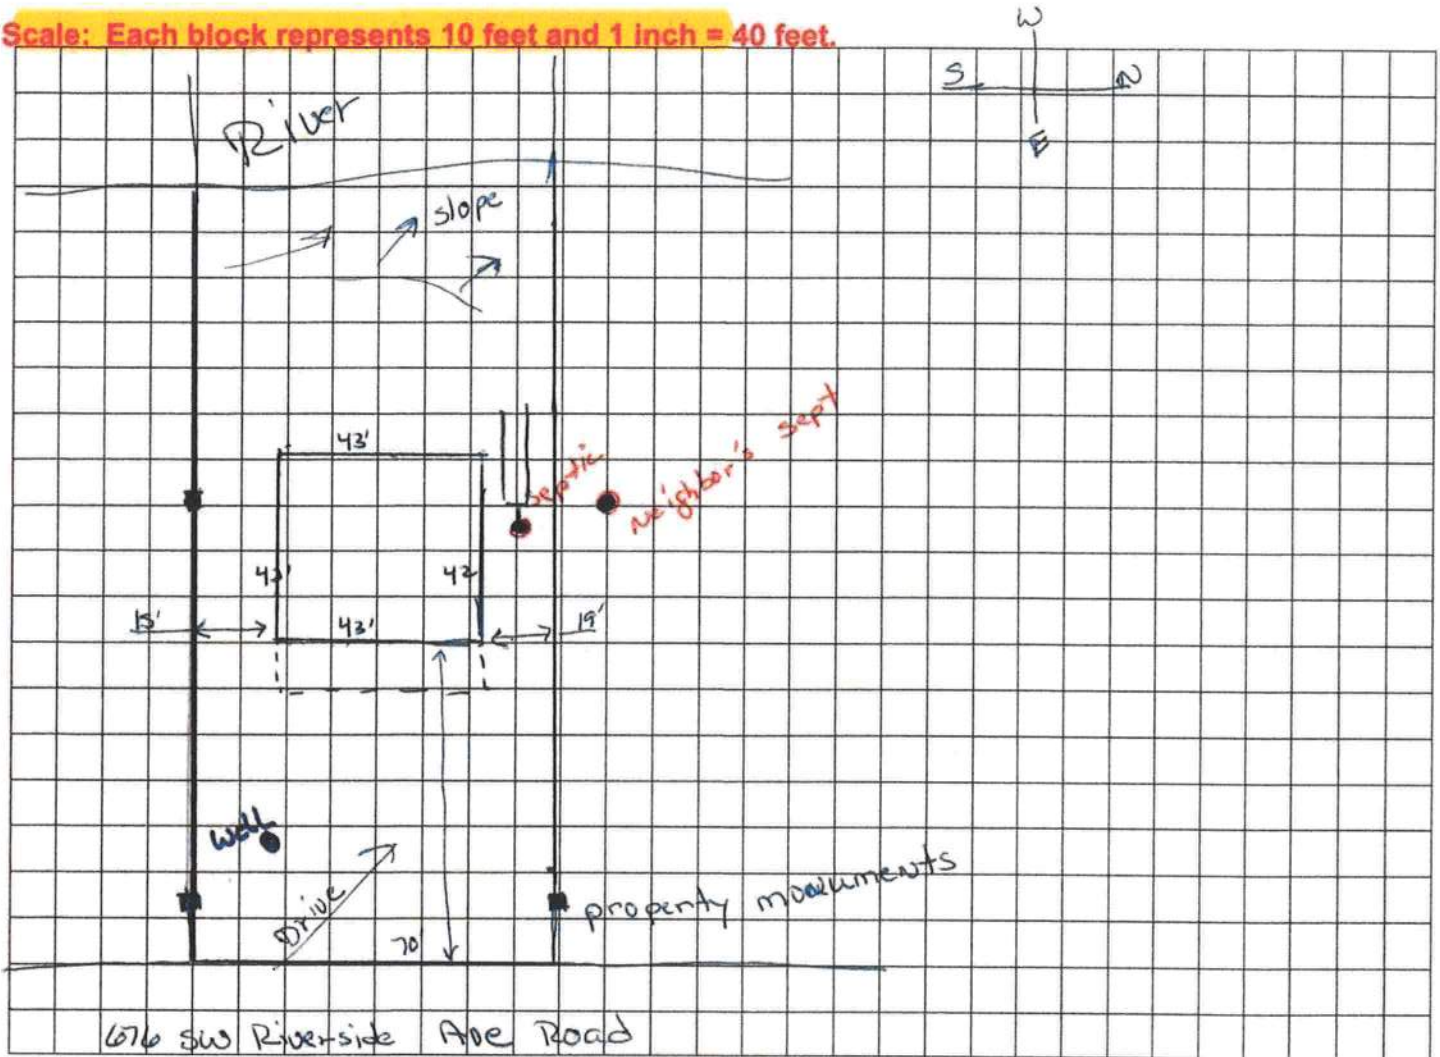 Scale: Each block represents 10 feet and 1 inch = 40 feet.
W
S N
E
River
slope
43'
septic
neighbor's sept
43'
42
15'
43'
19'
Well
Drive
70'
property monuments
676 SW Riverside Ave Road